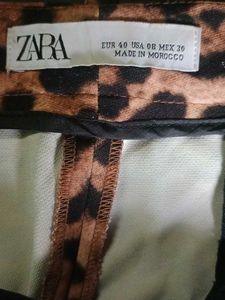 ZARA
EUR 40 USA 08 MEX 30
MADE IN MOROCCO